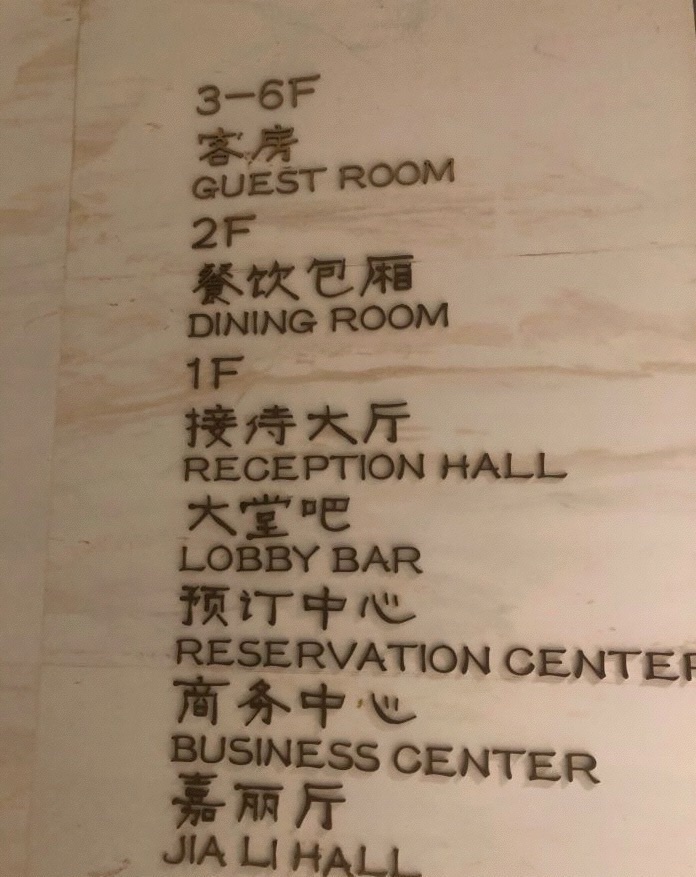 3-6F
客房
GUEST ROOM
2F
餐饮包厢
DINING ROOM
1F
接待大厅
RECEPTION HALL
大堂吧
LOBBY BAR
预订中心
RESERVATION CENTER
商务中心
BUSINESS CENTER
嘉丽厅
JIA LI HALL